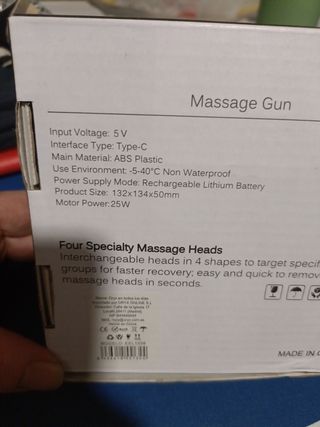 Massage Gun
Input Voltage: 5 V
Interface Type: Type-C
Main Material: ABS Plastic
Use Environment: -5-40°C Non Waterproof
Power Supply Mode: Rechargeable Lithium Battery
Product Size: 132x134x50mm
Motor Power:25W
Four Specialty Massage Heads
Interchangeable heads in 4 shapes to target specif
groups for faster recovery; easy and quick to remov
massage heads in seconds.
MADE IN